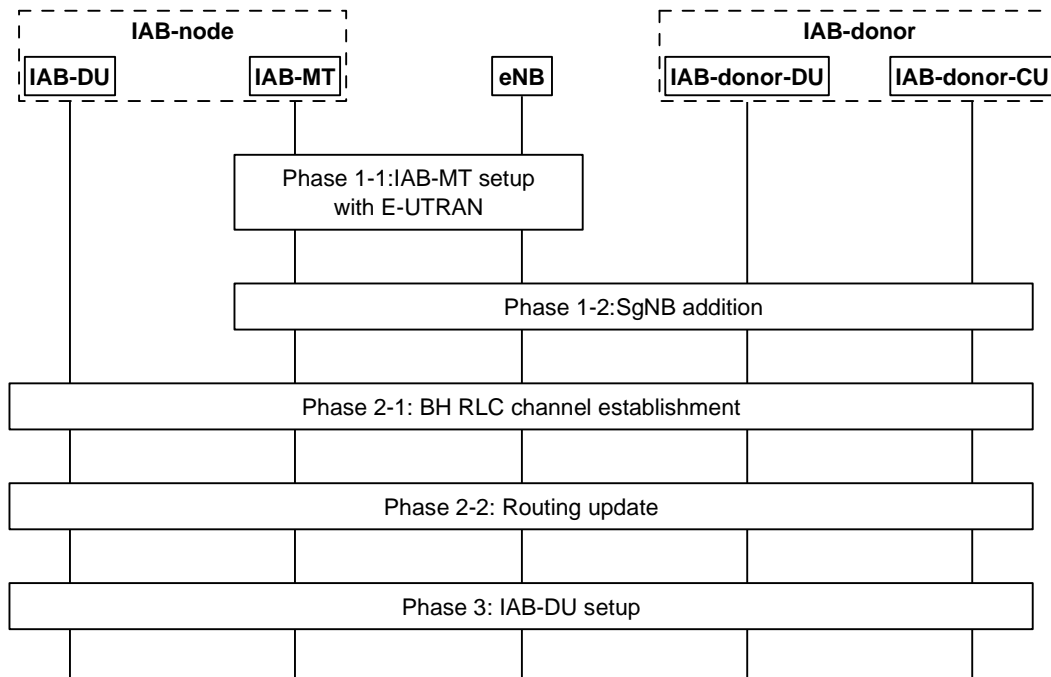 IAB-node
IAB-donor
IAB-DU
IAB-MT
eNB
IAB-donor-DU
IAB-donor-CU
Phase 1-1:IAB-MT setup
with E-UTRAN
Phase 1-2:SgNB addition
Phase 2-1: BH RLC channel establishment
Phase 2-2: Routing update
Phase 3: IAB-DU setup